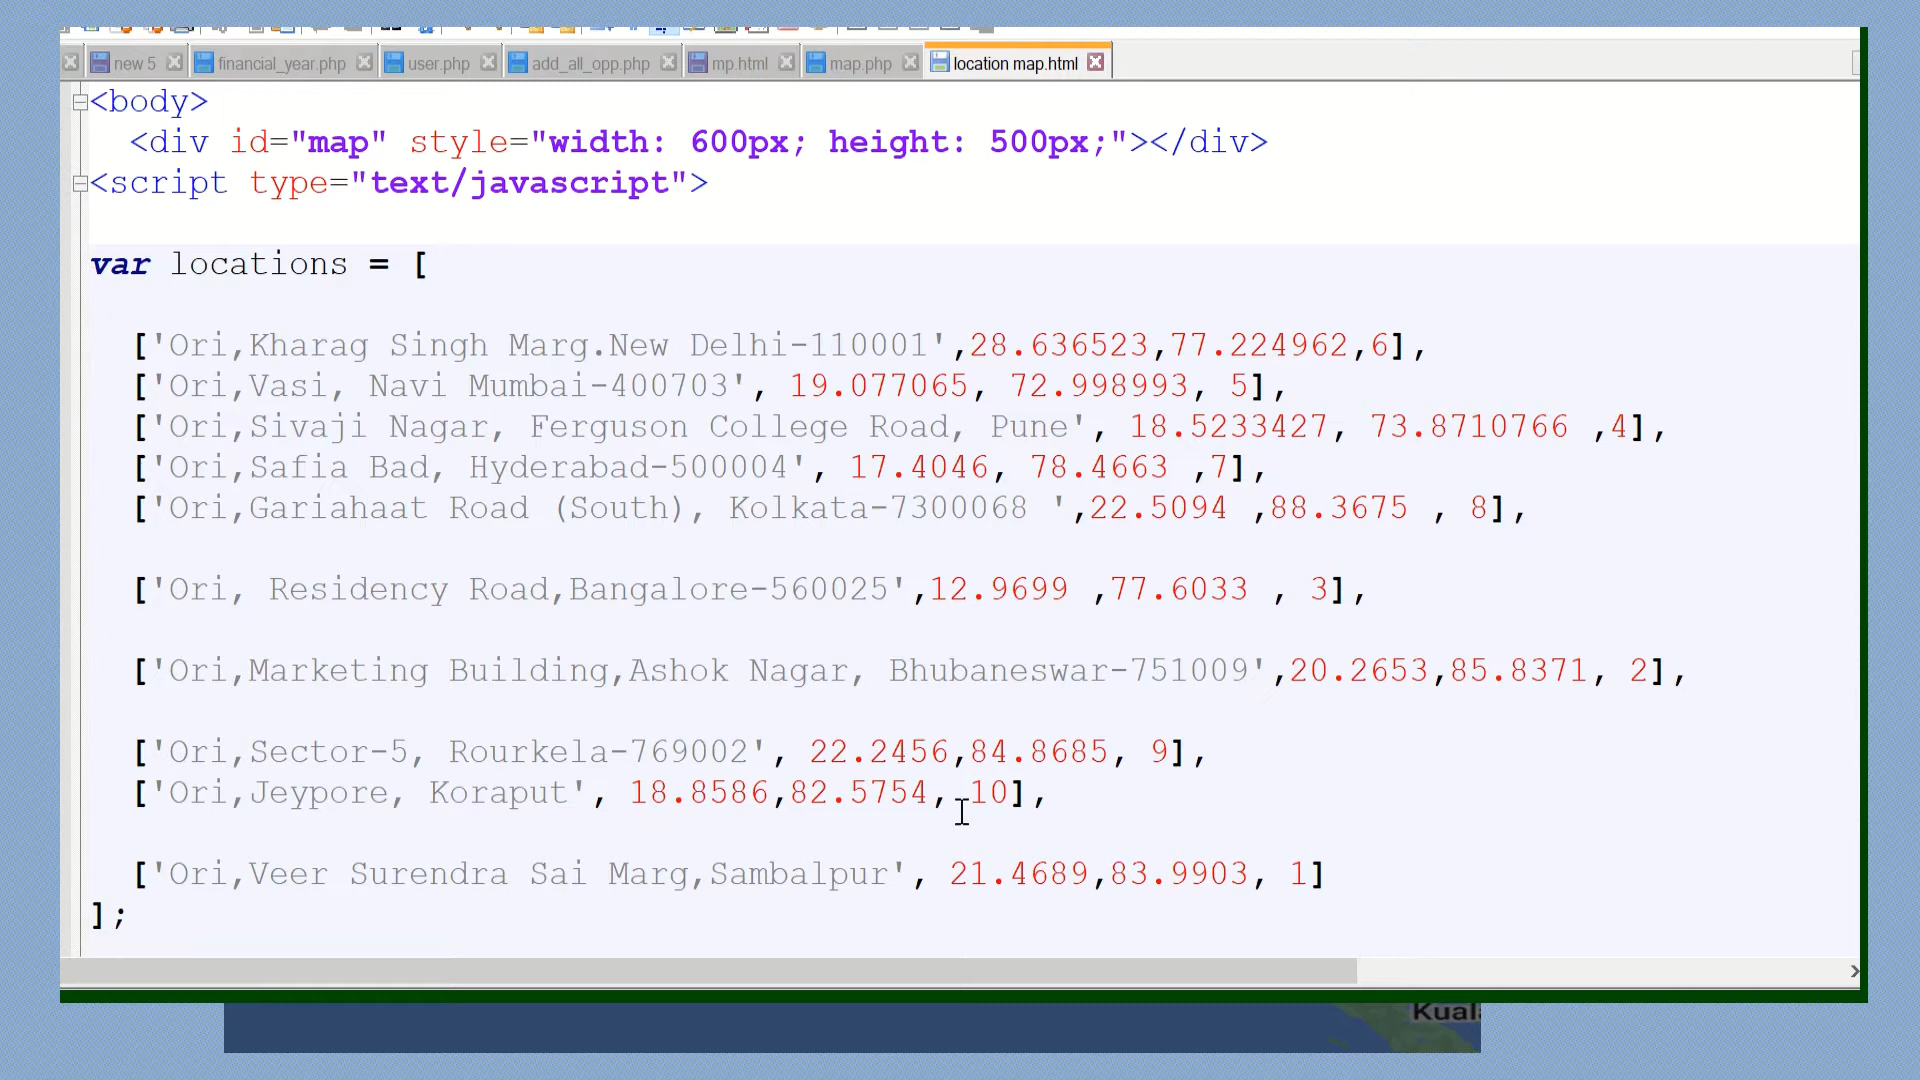 new 5 financial_year.php user.php add_all_opp.php mp.html map.php location map.html
<body>
<div id="map" style="width: 600px; height: 500px;"></div>
<script type="text/javascript">
var locations = [
['Ori,Kharag Singh Marg.New Delhi-110001',28.636523,77.224962,6],
['Ori,Vasi, Navi Mumbai-400703', 19.077065, 72.998993, 5],
['Ori,Sivaji Nagar, Ferguson College Road, Pune', 18.5233427, 73.8710766 ,4],
['Ori,Safia Bad, Hyderabad-500004', 17.4046, 78.4663 ,7],
['Ori,Gariahaat Road (South), Kolkata-7300068 ',22.5094 ,88.3675 , 8],
['Ori, Residency Road,Bangalore-560025',12.9699 ,77.6033 , 3],
['Ori,Marketing Building,Ashok Nagar, Bhubaneswar-751009',20.2653,85.8371, 2],
['Ori,Sector-5, Rourkela-769002', 22.2456,84.8685, 9],
['Ori,Jeypore, Koraput', 18.8586,82.5754, 10],
['Ori,Veer Surendra Sai Marg,Sambalpur', 21.4689,83.9903, 1]
];